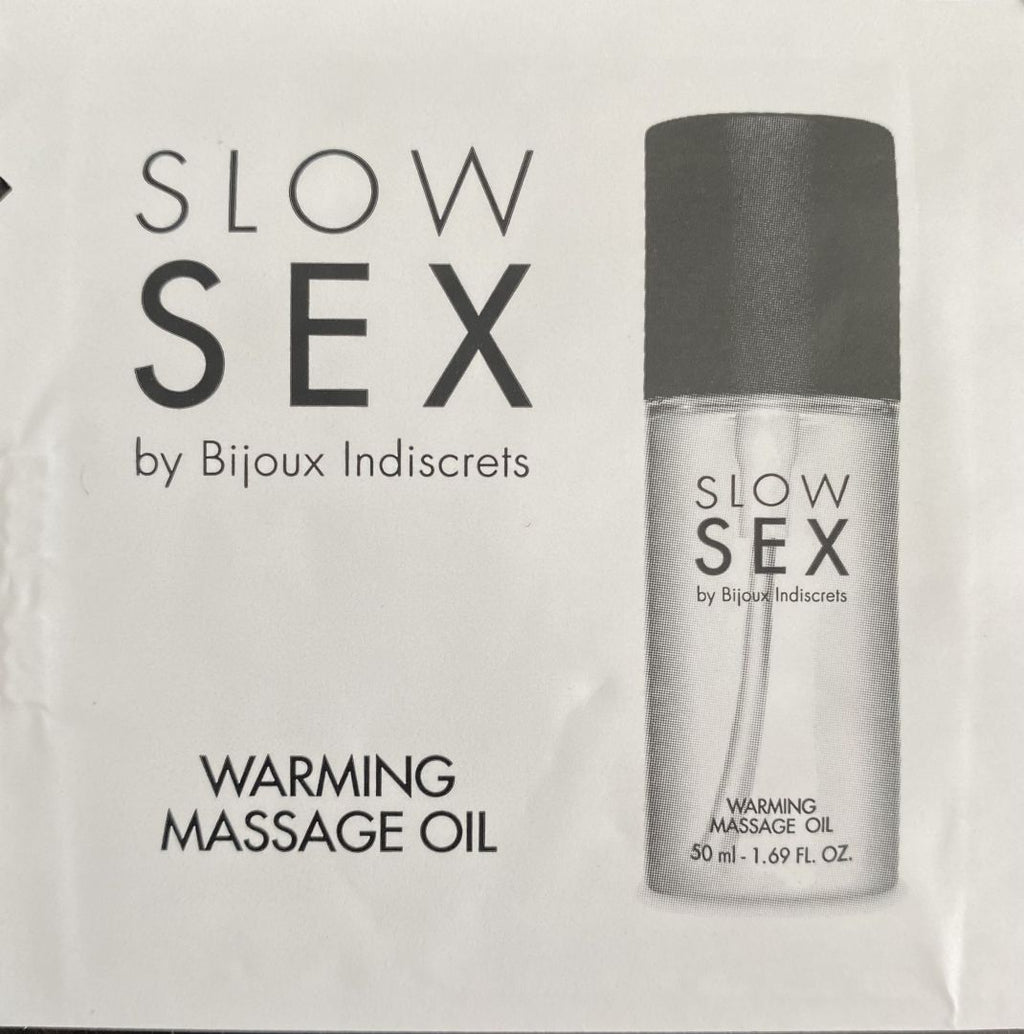 SLOW
SEX
by Bijoux Indiscrets
WARMING
MASSAGE OIL
SLOW
SEX
by Bijoux Indiscrets
WARMING
MASSAGE OIL
50 ml - 1.69 FL. OZ.